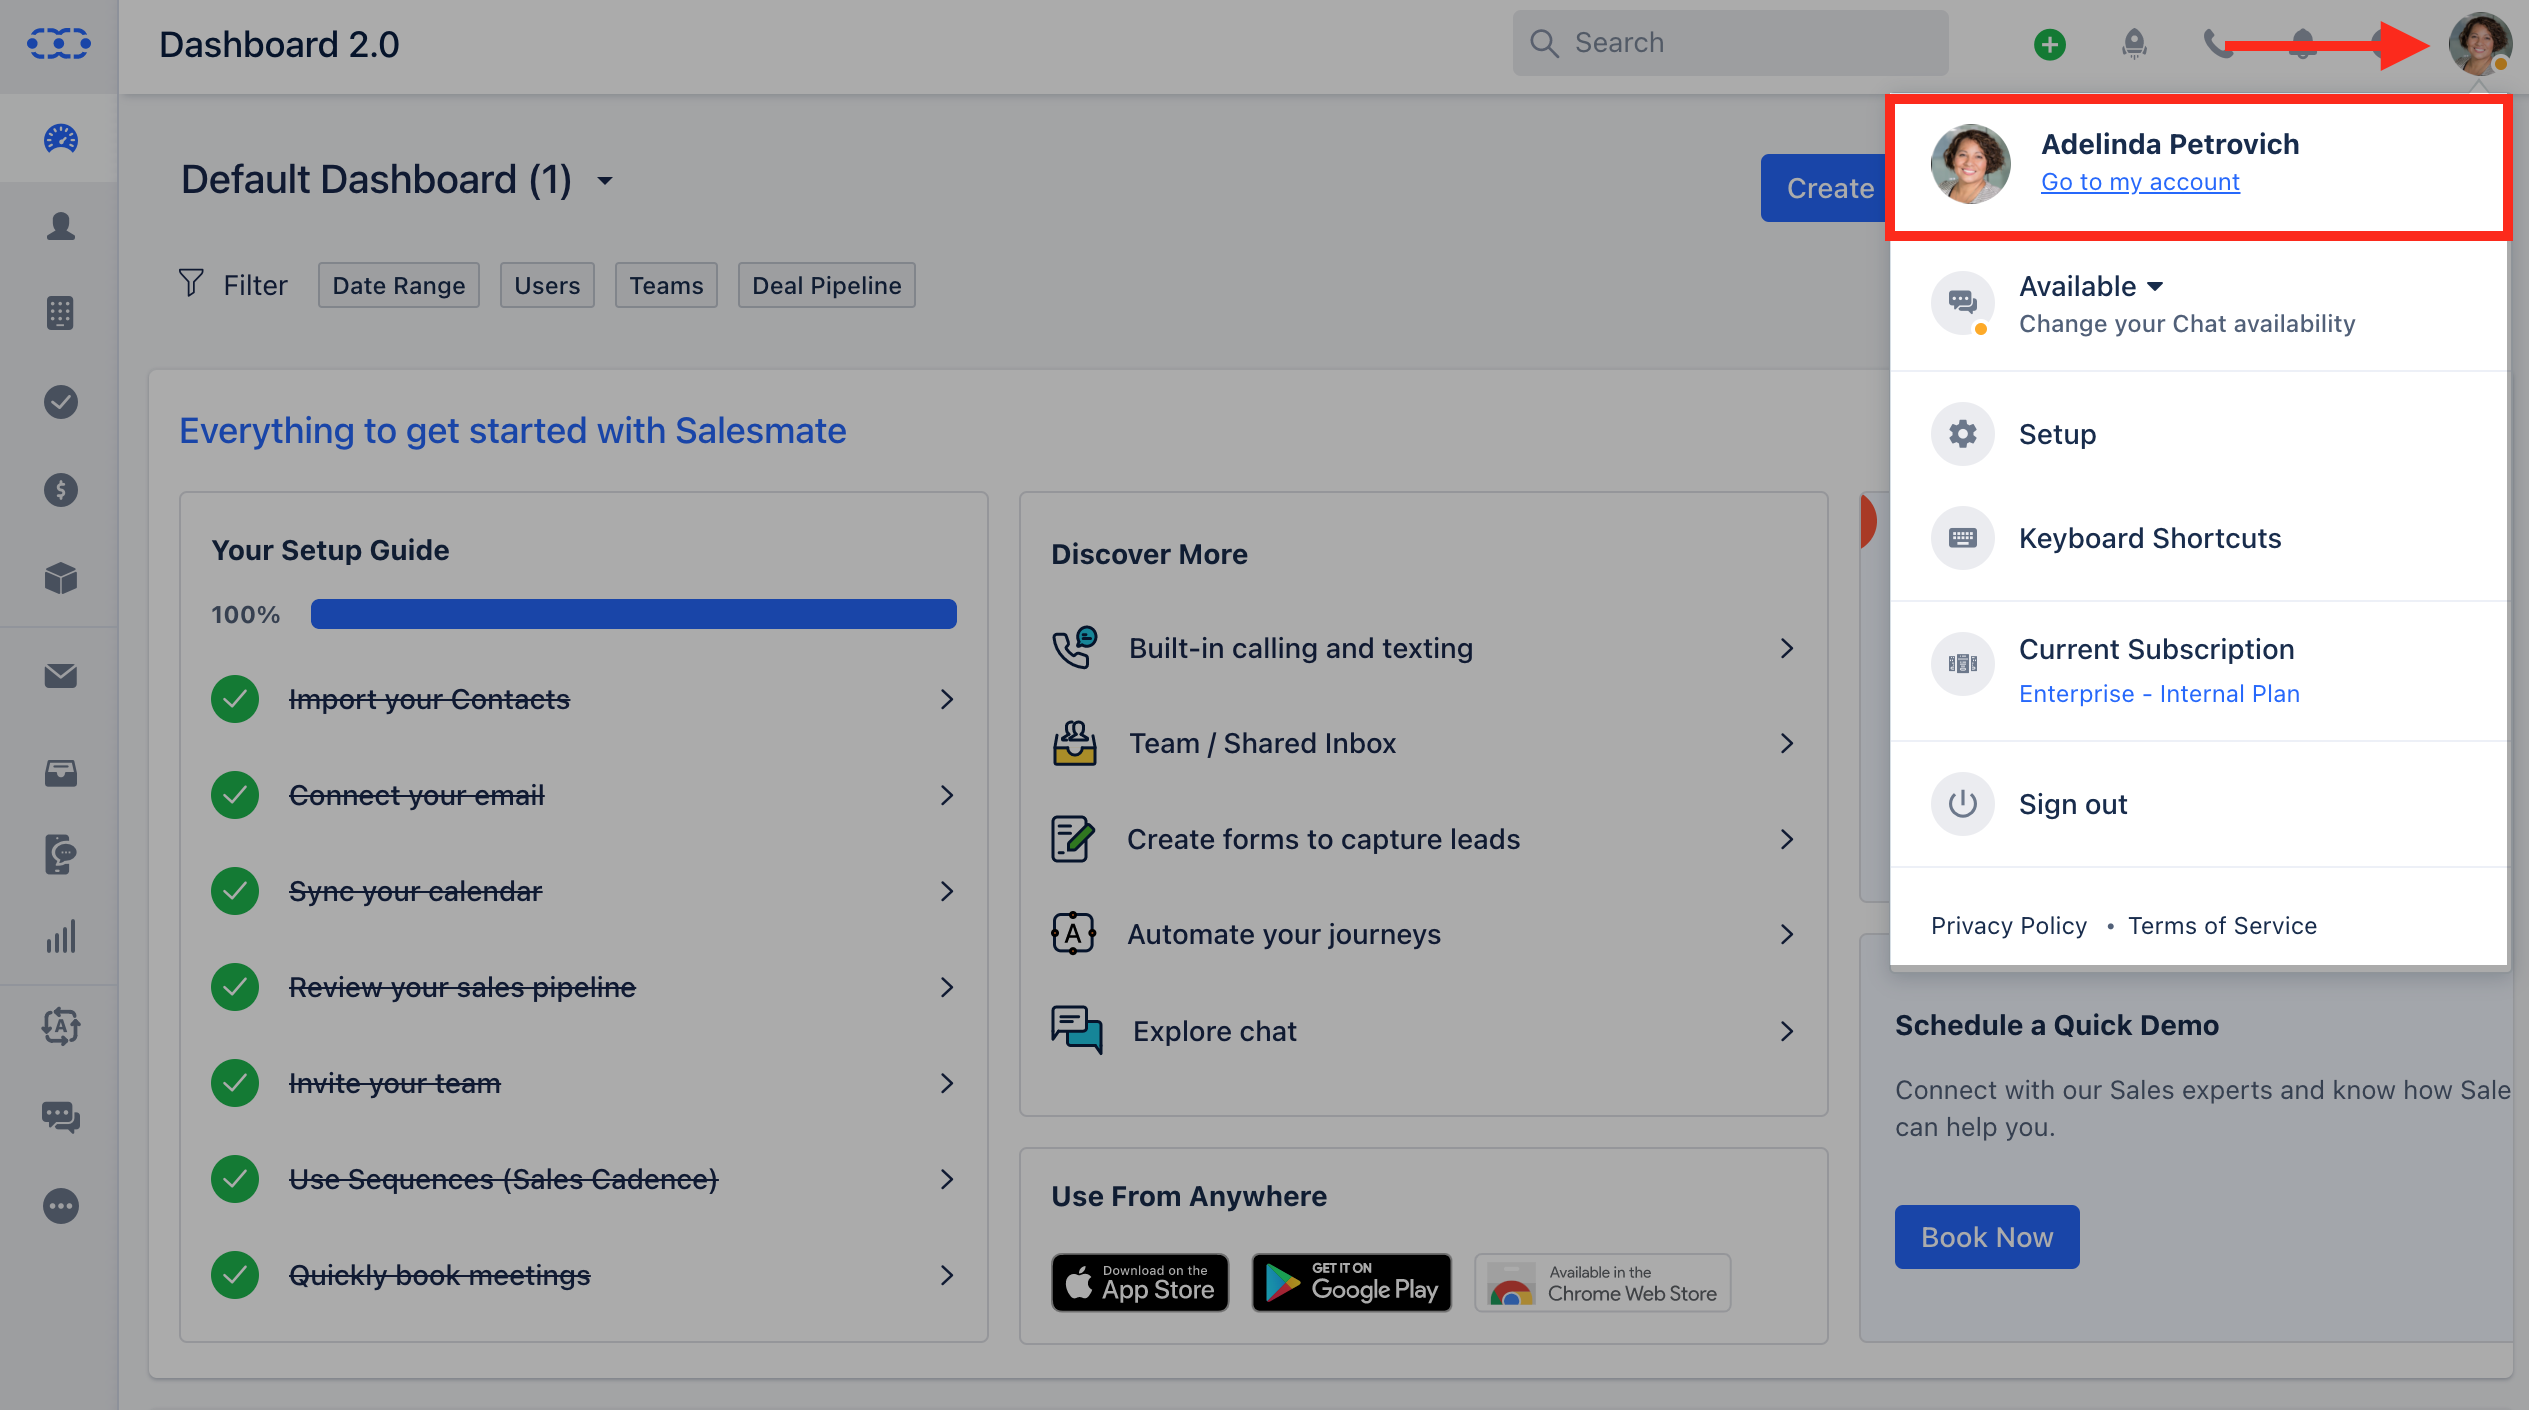 Dashboard 2.0
Search
Default Dashboard (1)
Create
Filter
Date Range
Users
Teams
Deal Pipeline
Adelinda Petrovich
Go to my account
Available
Change your Chat availability
Setup
Keyboard Shortcuts
Current Subscription
Enterprise - Internal Plan
Sign out
Privacy Policy • Terms of Service
Everything to get started with Salesmate
Your Setup Guide
100%
Import your Contacts
Connect your email
Sync your calendar
Review your sales pipeline
Invite your team
Use Sequences (Sales Cadence)
Quickly book meetings
Discover More
Built-in calling and texting
Team / Shared Inbox
Create forms to capture leads
A
Automate your journeys
Explore chat
Use From Anywhere
Download on the
App Store
GET IT ON
Google Play
Available in the
Chrome Web Store
Schedule a Quick Demo
Connect with our Sales experts and know how Sale
can help you.
Book Now